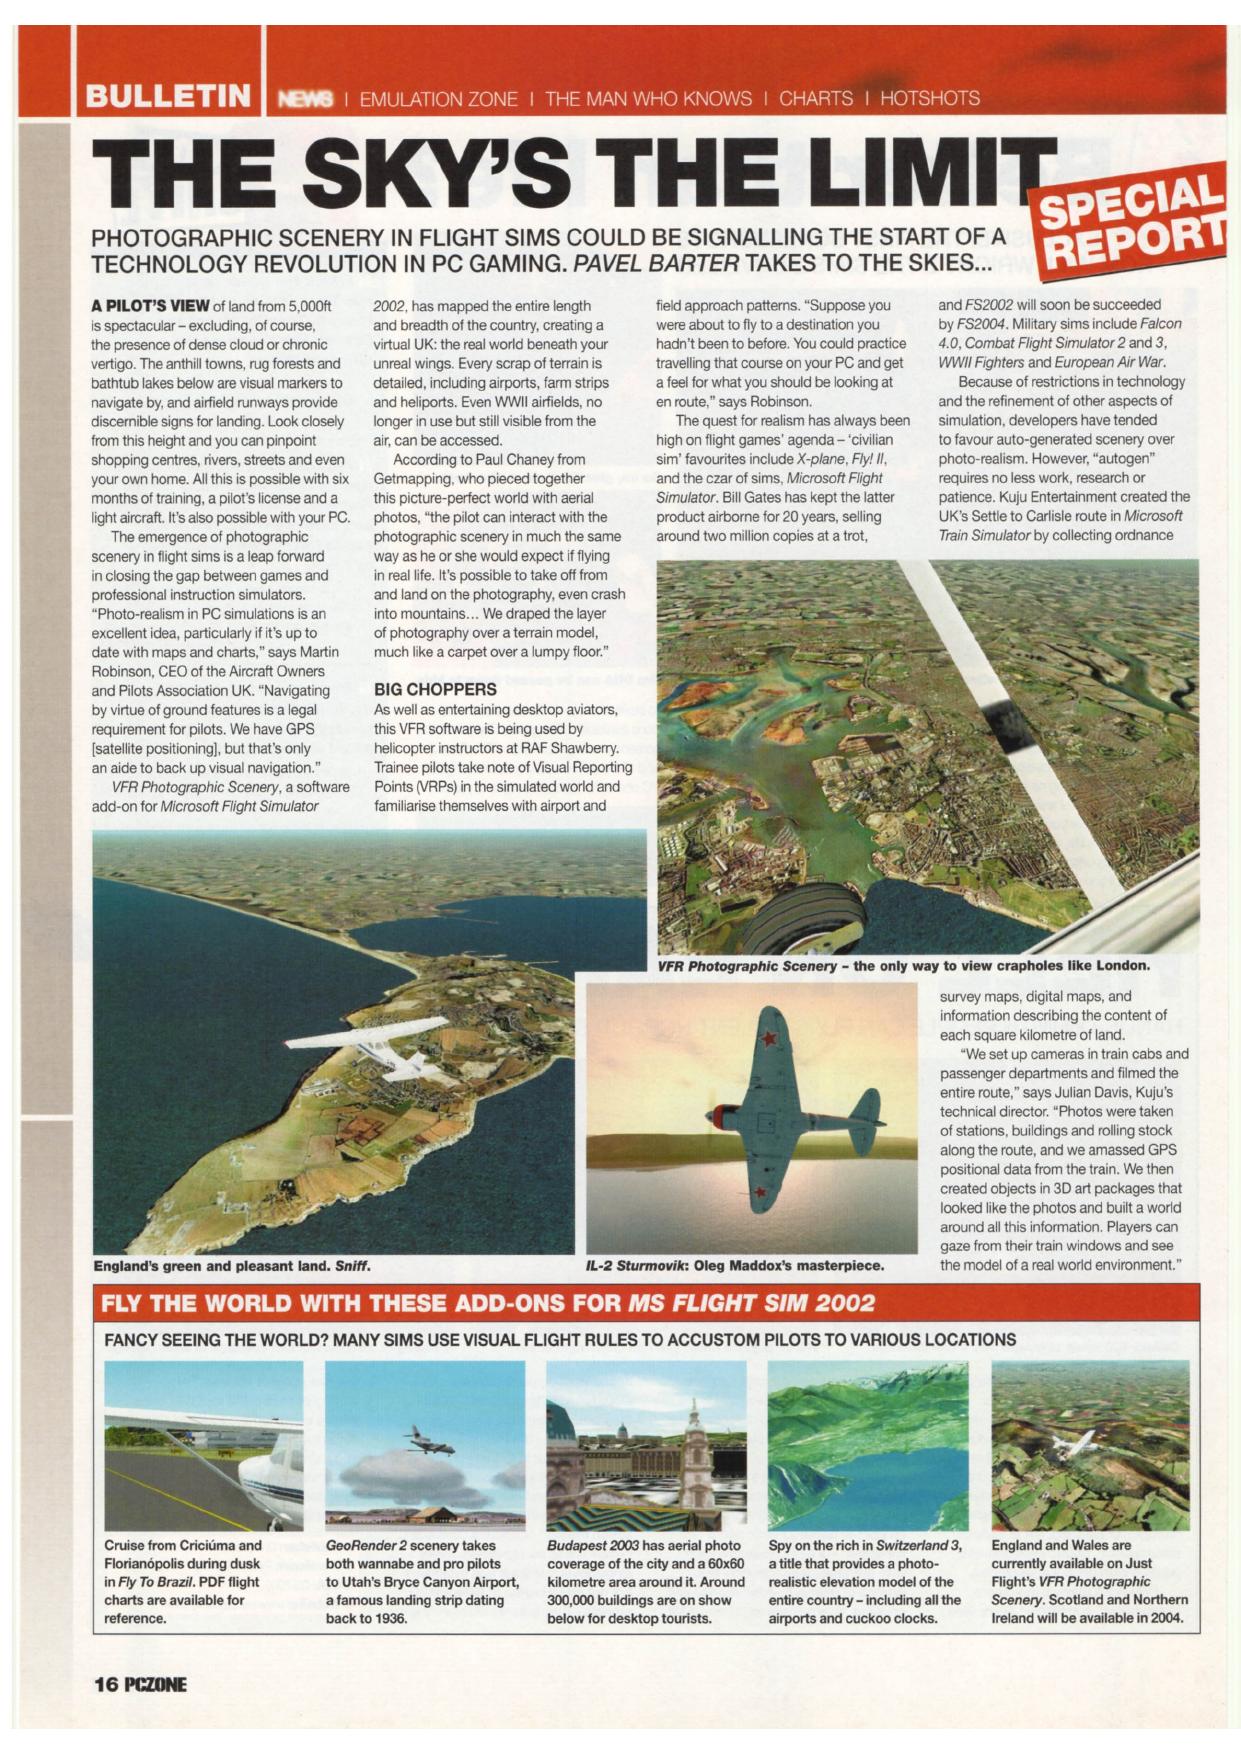 BULLETIN
NEWS | EMULATION ZONE | THE MAN WHO KNOWS | CHARTS | HOTSHOTS
THE SKY'S THE LIMIT
SPECIAL
REPORT
PHOTOGRAPHIC SCENERY IN FLIGHT SIMS COULD BE SIGNALLING THE START OF A
TECHNOLOGY REVOLUTION IN PC GAMING. PAVEL BARTER TAKES TO THE SKIES...
A PILOT'S VIEW of land from 5,000ft
is spectacular – excluding, of course,
the presence of dense cloud or chronic
vertigo. The anthill towns, rug forests and
bathtub lakes below are visual markers to
navigate by, and airfield runways provide
discernible signs for landing. Look closely
from this height and you can pinpoint
shopping centres, rivers, streets and even
your own home. All this is possible with six
months of training, a pilot's license and a
light aircraft. It's also possible with your PC.
The emergence of photographic
scenery in flight sims is a leap forward
in closing the gap between games and
professional instruction simulators.
"Photo-realism in PC simulations is an
excellent idea, particularly if it's up to
date with maps and charts," says Martin
Robinson, CEO of the Aircraft Owners
and Pilots Association UK. "Navigating
by virtue of ground features is a legal
requirement for pilots. We have GPS
[satellite positioning], but that's only
an aide to back up visual navigation."
VFR Photographic Scenery, a software
add-on for Microsoft Flight Simulator
2002, has mapped the entire length
and breadth of the country, creating a
virtual UK: the real world beneath your
unreal wings. Every scrap of terrain is
detailed, including airports, farm strips
and heliports. Even WWII airfields, no
longer in use but still visible from the
air, can be accessed.
According to Paul Chaney from
Getmapping, who pieced together
this picture-perfect world with aerial
photos, "the pilot can interact with the
photographic scenery in much the same
way as he or she would expect if flying
in real life. It's possible to take off from
and land on the photography, even crash
into mountains... We draped the layer
of photography over a terrain model,
much like a carpet over a lumpy floor."
BIG CHOPPERS
As well as entertaining desktop aviators,
this VFR software is being used by
helicopter instructors at RAF Shawberry.
Trainee pilots take note of Visual Reporting
Points (VRPs) in the simulated world and
familiarise themselves with airport and
field approach patterns. "Suppose you
were about to fly to a destination you
hadn't been to before. You could practice
travelling that course on your PC and get
a feel for what you should be looking at
en route," says Robinson.
The quest for realism has always been
high on flight games' agenda – 'civilian
sim' favourites include X-plane, Fly! II,
and the czar of sims, Microsoft Flight
Simulator. Bill Gates has kept the latter
product airborne for 20 years, selling
around two million copies at a trot,
and FS2002 will soon be succeeded
by FS2004. Military sims include Falcon
4.0, Combat Flight Simulator 2 and 3,
WWII Fighters and European Air War.
Because of restrictions in technology
and the refinement of other aspects of
simulation, developers have tended
to favour auto-generated scenery over
photo-realism. However, "autogen"
requires no less work, research or
patience. Kuju Entertainment created the
UK's Settle to Carlisle route in Microsoft
Train Simulator by collecting ordnance
VFR Photographic Scenery – the only way to view crapholes like London.
survey maps, digital maps, and
information describing the content of
each square kilometre of land.
"We set up cameras in train cabs and
passenger departments and filmed the
entire route," says Julian Davis, Kuju's
technical director. "Photos were taken
of stations, buildings and rolling stock
along the route, and we amassed GPS
positional data from the train. We then
created objects in 3D art packages that
looked like the photos and built a world
around all this information. Players can
gaze from their train windows and see
the model of a real world environment."
England's green and pleasant land. Sniff.
IL-2 Sturmovik: Oleg Maddox's masterpiece.
FLY THE WORLD WITH THESE ADD-ONS FOR MS FLIGHT SIM 2002
FANCY SEEING THE WORLD? MANY SIMS USE VISUAL FLIGHT RULES TO ACCUSTOM PILOTS TO VARIOUS LOCATIONS
Cruise from Criciúma and
Florianópolis during dusk
in Fly To Brazil. PDF flight
charts are available for
reference.
GeoRender 2 scenery takes
both wannabe and pro pilots
to Utah's Bryce Canyon Airport,
a famous landing strip dating
back to 1936.
Budapest 2003 has aerial photo
coverage of the city and a 60x60
kilometre area around it. Around
300,000 buildings are on show
below for desktop tourists.
Spy on the rich in Switzerland 3,
a title that provides a photo-
realistic elevation model of the
entire country – including all the
airports and cuckoo clocks.
England and Wales are
currently available on Just
Flight's VFR Photographic
Scenery. Scotland and Northern
Ireland will be available in 2004.
16 PCZONE